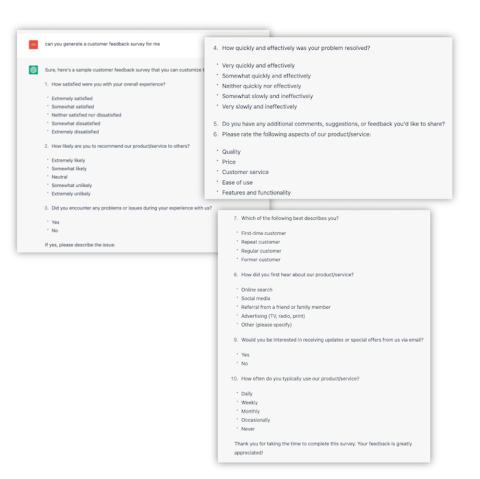 can you generate a customer feedback survey for me
Sure, here's a sample customer feedback survey that you can customize
1. How satisfied were you with your overall experience?
Extremely satisfied
Somewhat satisfied
Neither satisfied nor dissatisfied
Somewhat dissatisfied
Extremely dissatisfied
2. How likely are you to recommend our product/service to others?
Extremely likely
Somewhat likely
Neutral
Somewhat unlikely
Extremely unlikely
3. Did you encounter any problems or issues during your experience with us?
Yes
No
If yes, please describe the issue:
4. How quickly and effectively was your problem resolved?
Very quickly and effectively
Somewhat quickly and effectively
Neither quickly nor effectively
Somewhat slowly and ineffectively
Very slowly and ineffectively
5. Do you have any additional comments, suggestions, or feedback you'd like to share?
6. Please rate the following aspects of our product/service:
Quality
Price
Customer service
Ease of use
Features and functionality
7. Which of the following best describes you?
First-time customer
Repeat customer
Regular customer
Former customer
8. How did you first hear about our product/service?
Online search
Social media
Referral from a friend or family member
Advertising (TV, radio, print)
Other (please specify)
9. Would you be interested in receiving updates or special offers from us via email?
Yes
No
10. How often do you typically use our product/service?
Daily
Weekly
Monthly
Occasionally
Never
Thank you for taking the time to complete this survey. Your feedback is greatly
appreciated!